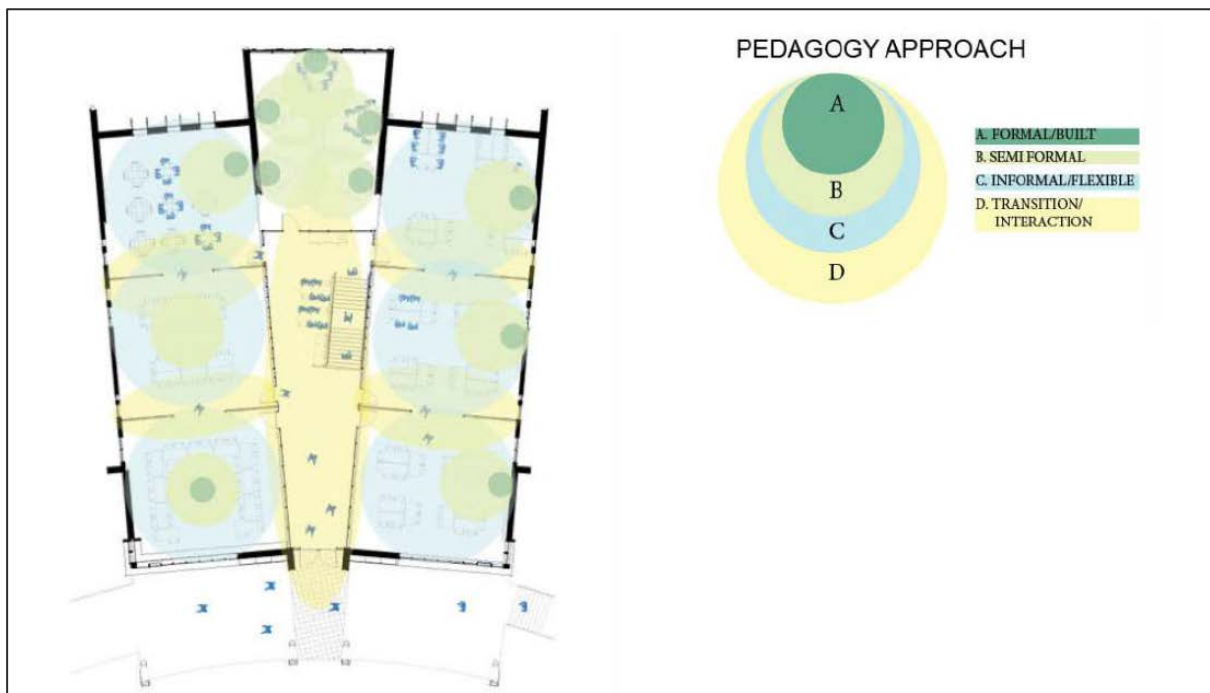 PEDAGOGY APPROACH
A
B
C
D
A. FORMAL/BUILT
B. SEMI FORMAL
C. INFORMAL/FLEXIBLE
D. TRANSITION/
INTERACTION